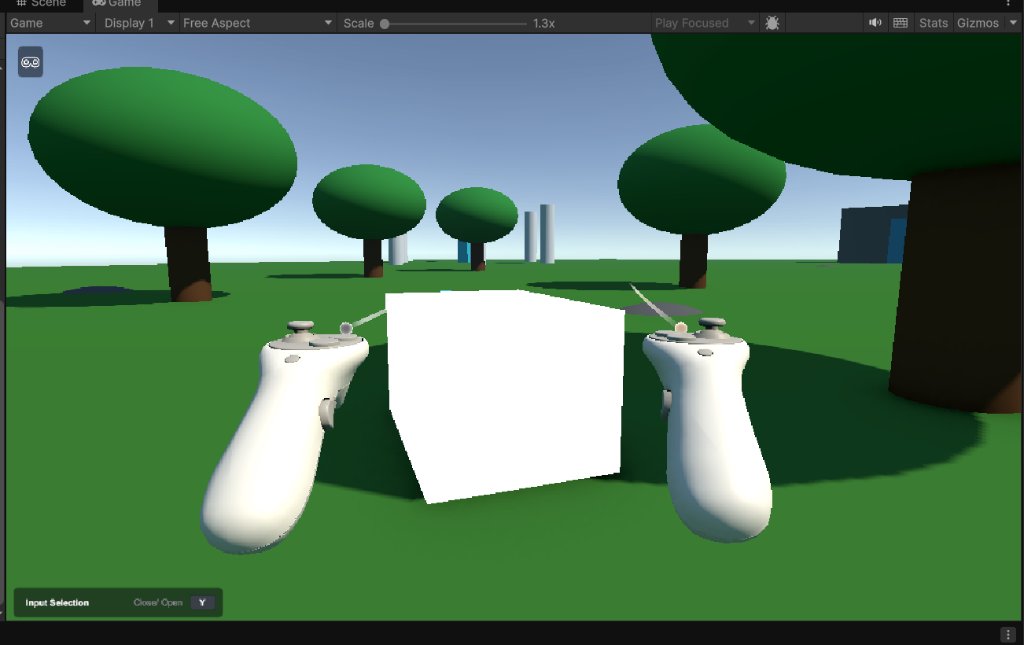 Scene Game
Game Display 1 Free Aspect Scale 1.3x Play Focused Stats Gizmos
Input Selection Close/ Open Y